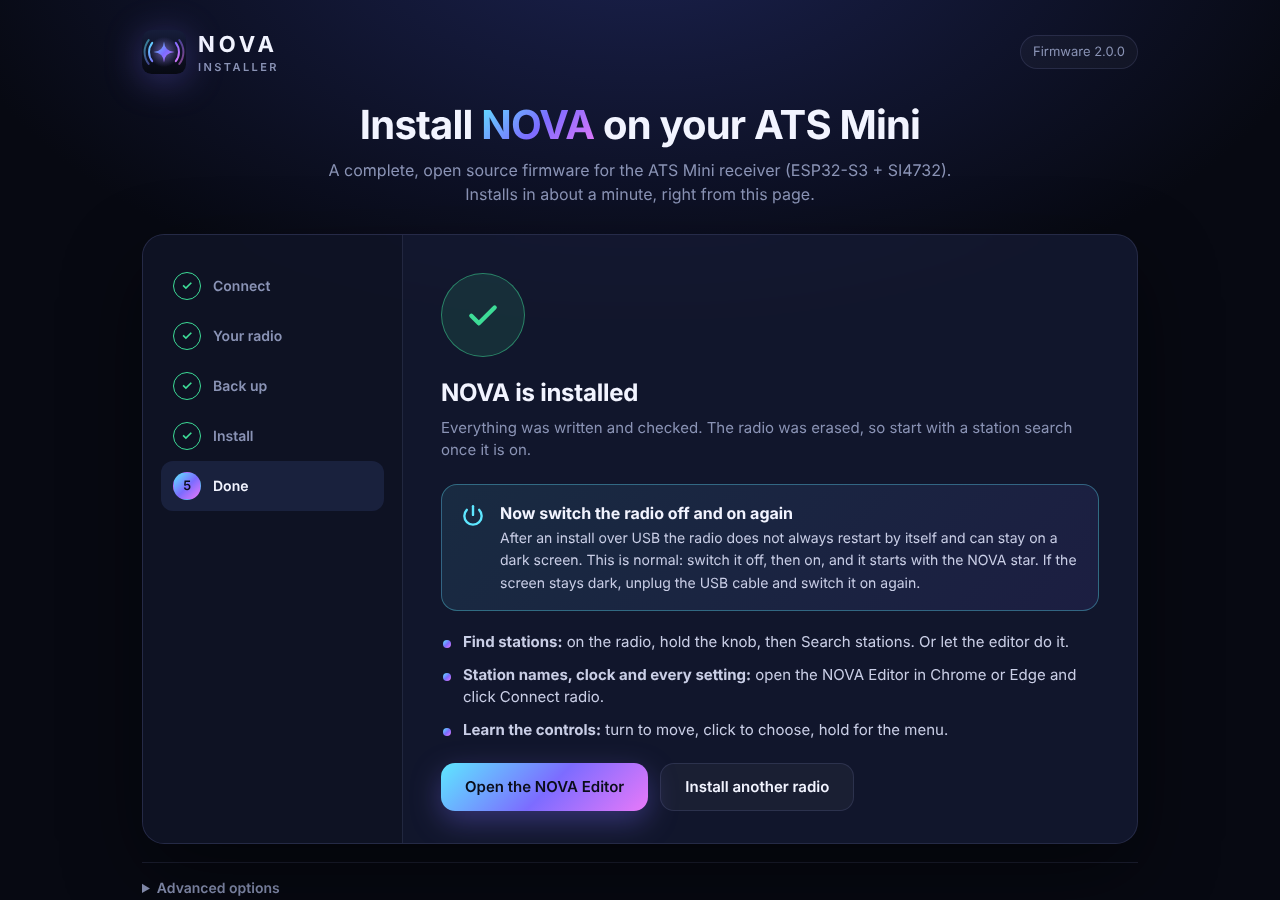 NOVA
INSTALLER
Firmware 2.0.0
Install NOVA on your ATS Mini
A complete, open source firmware for the ATS Mini receiver (ESP32-S3 + SI4732).
Installs in about a minute, right from this page.
Connect
Your radio
Back up
Install
5 Done
NOVA is installed
Everything was written and checked. The radio was erased, so start with a station search
once it is on.
Now switch the radio off and on again
After an install over USB the radio does not always restart by itself and can stay on a
dark screen. This is normal: switch it off, then on, and it starts with the NOVA star. If the
screen stays dark, unplug the USB cable and switch it on again.
Find stations: on the radio, hold the knob, then Search stations. Or let the editor do it.
Station names, clock and every setting: open the NOVA Editor in Chrome or Edge and
click Connect radio.
Learn the controls: turn to move, click to choose, hold for the menu.
Open the NOVA Editor
Install another radio
Advanced options